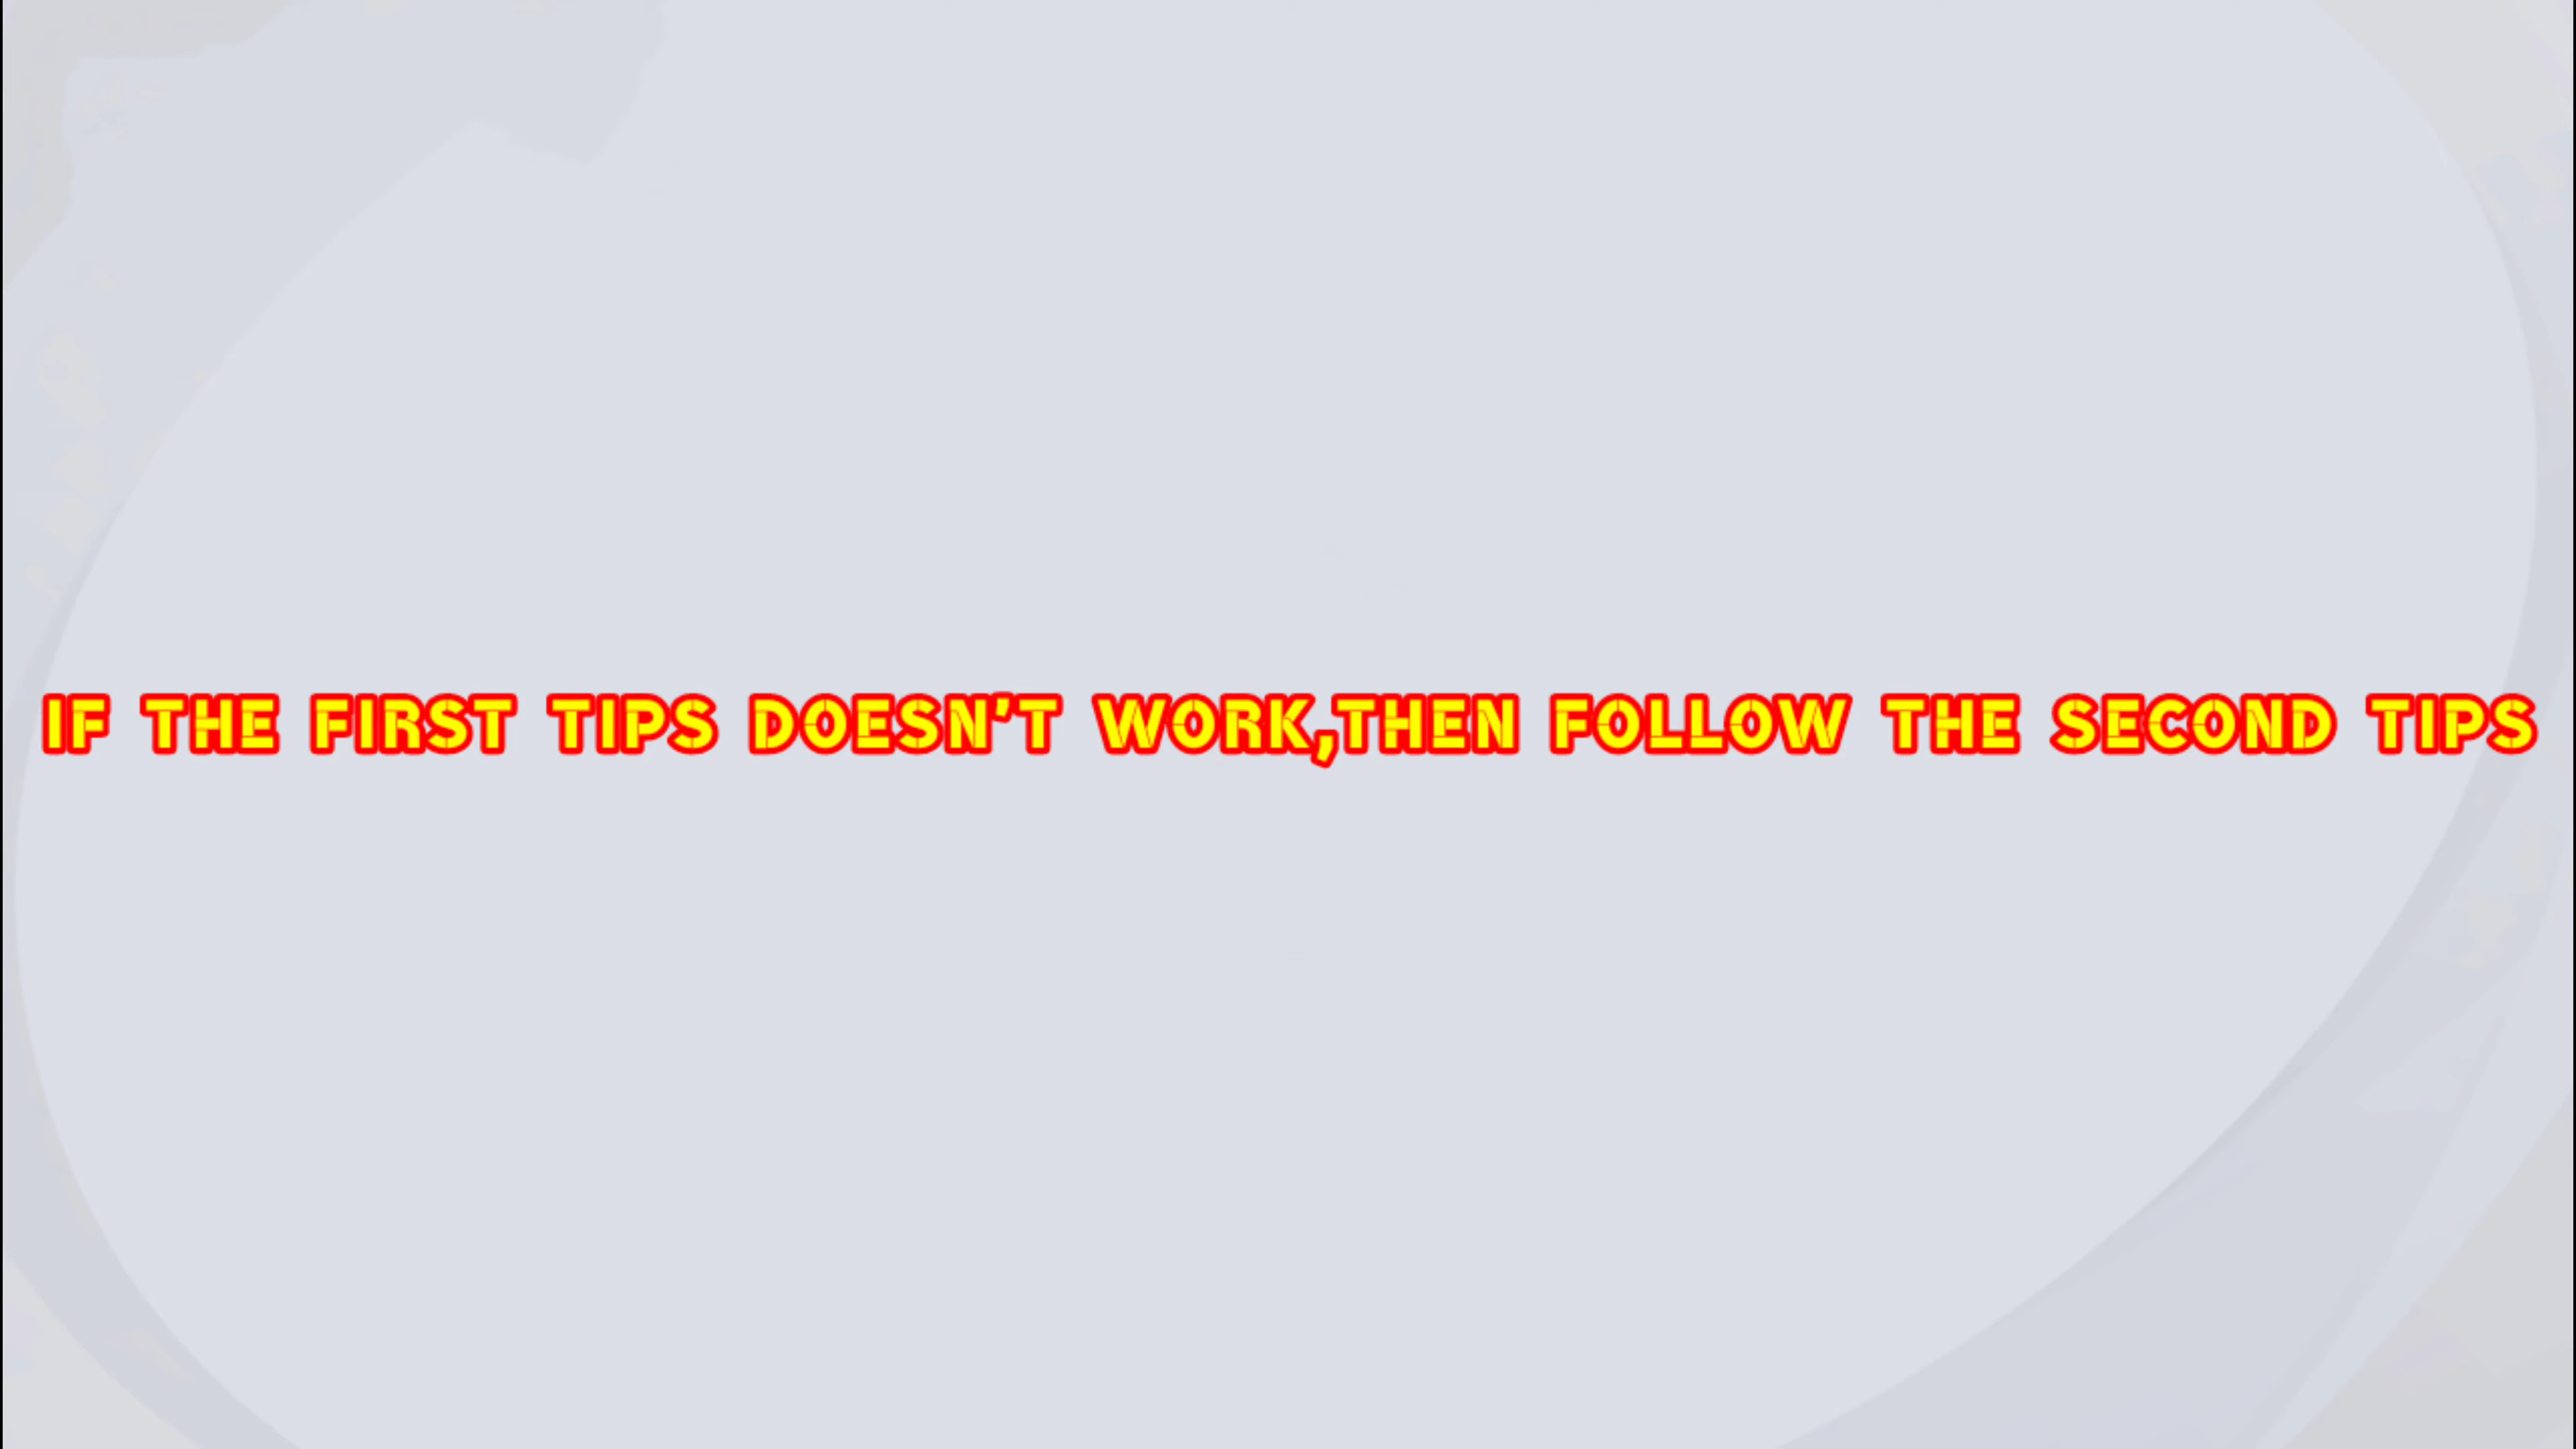 IF THE FIRST TIPS DOESN'T WORK,THEN FOLLOW THE SECOND TIPS